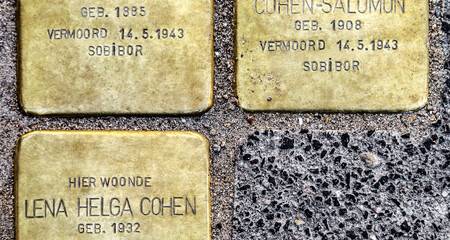 GEB. 1885
VERMOORD 14.5.1943
SOBIBOR
COHEN-SALOMON
GEB. 1908
VERMOORD 14.5.1943
SOBIBOR
HIER WOONDE
LENA HELGA COHEN
GEB. 1932